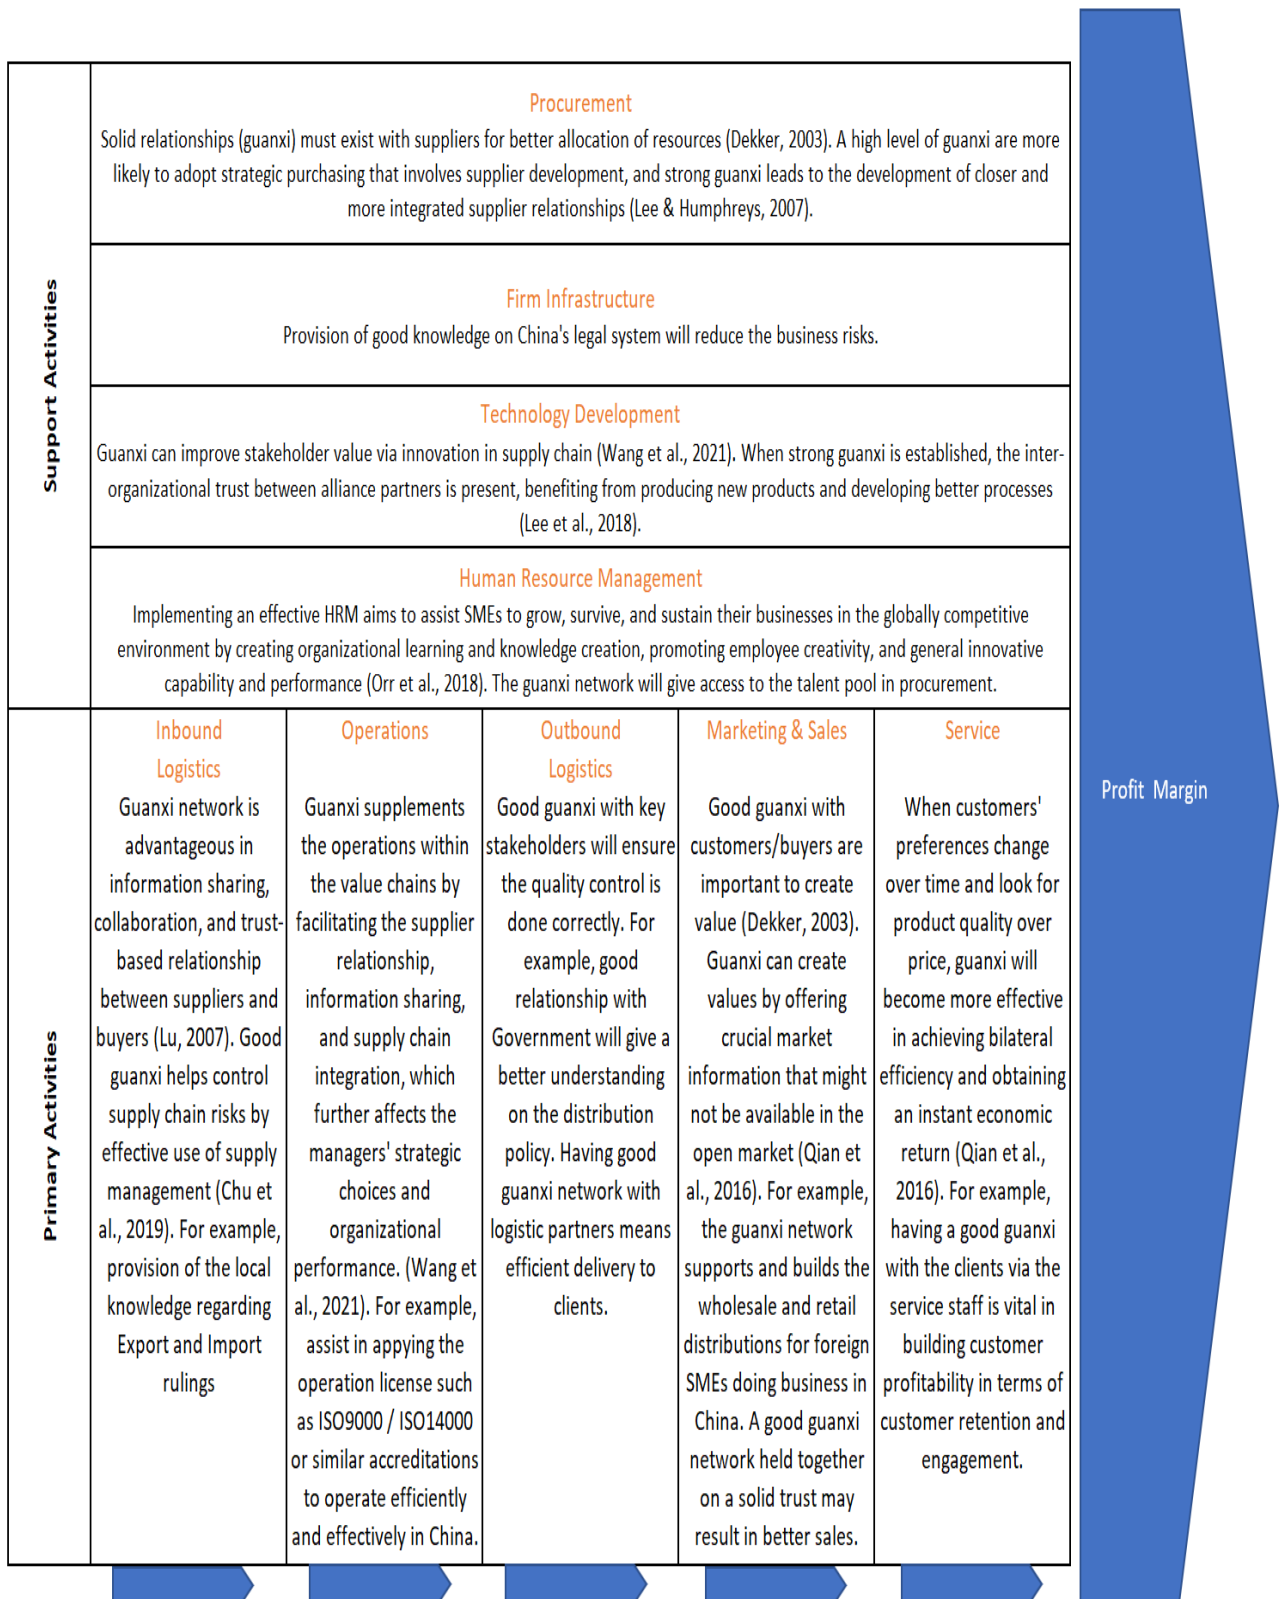 Support Activities
Procurement
Solid relationships (guanxi) must exist with suppliers for better allocation of resources (Dekker, 2003). A high level of guanxi are more
likely to adopt strategic purchasing that involves supplier development, and strong guanxi leads to the development of closer and
more integrated supplier relationships (Lee & Humphreys, 2007).
Firm Infrastructure
Provision of good knowledge on China's legal system will reduce the business risks.
Technology Development
Guanxi can improve stakeholder value via innovation in supply chain (Wang et al., 2021). When strong guanxi is established, the inter-
organizational trust between alliance partners is present, benefiting from producing new products and developing better processes
(Lee et al., 2018).
Human Resource Management
Implementing an effective HRM aims to assist SMEs to grow, survive, and sustain their businesses in the globally competitive
environment by creating organizational learning and knowledge creation, promoting employee creativity, and general innovative
capability and performance (Orr et al., 2018). The guanxi network will give access to the talent pool in procurement.
Primary Activities
Inbound
Logistics
Guanxi network is
advantageous in
information sharing,
collaboration, and trust-
based relationship
between suppliers and
buyers (Lu, 2007). Good
guanxi helps control
supply chain risks by
effective use of supply
management (Chu et
al., 2019). For example,
provision of the local
knowledge regarding
Export and Import
rulings
Operations
Guanxi supplements
the operations within
the value chains by
facilitating the supplier
relationship,
information sharing,
and supply chain
integration, which
further affects the
managers' strategic
choices and
organizational
performance. (Wang et
al., 2021). For example,
assist in appying the
operation license such
as ISO9000 / ISO14000
or similar accreditations
to operate efficiently
and effectively in China.
Outbound
Logistics
Good guanxi with key
stakeholders will ensure
the quality control is
done correctly. For
example, good
relationship with
Government will give a
better understanding
on the distribution
policy. Having good
guanxi network with
logistic partners means
efficient delivery to
clients.
Marketing & Sales
Good guanxi with
customers/buyers are
important to create
value (Dekker, 2003).
Guanxi can create
values by offering
crucial market
information that might
not be available in the
open market (Qian et
al., 2016). For example,
the guanxi network
supports and builds the
wholesale and retail
distributions for foreign
SMEs doing business in
China. A good guanxi
network held together
on a solid trust may
result in better sales.
Service
When customers'
preferences change
over time and look for
product quality over
price, guanxi will
become more effective
in achieving bilateral
efficiency and obtaining
an instant economic
return (Qian et al.,
2016). For example,
having a good guanxi
with the clients via the
service staff is vital in
building customer
profitability in terms of
customer retention and
engagement.
Profit Margin